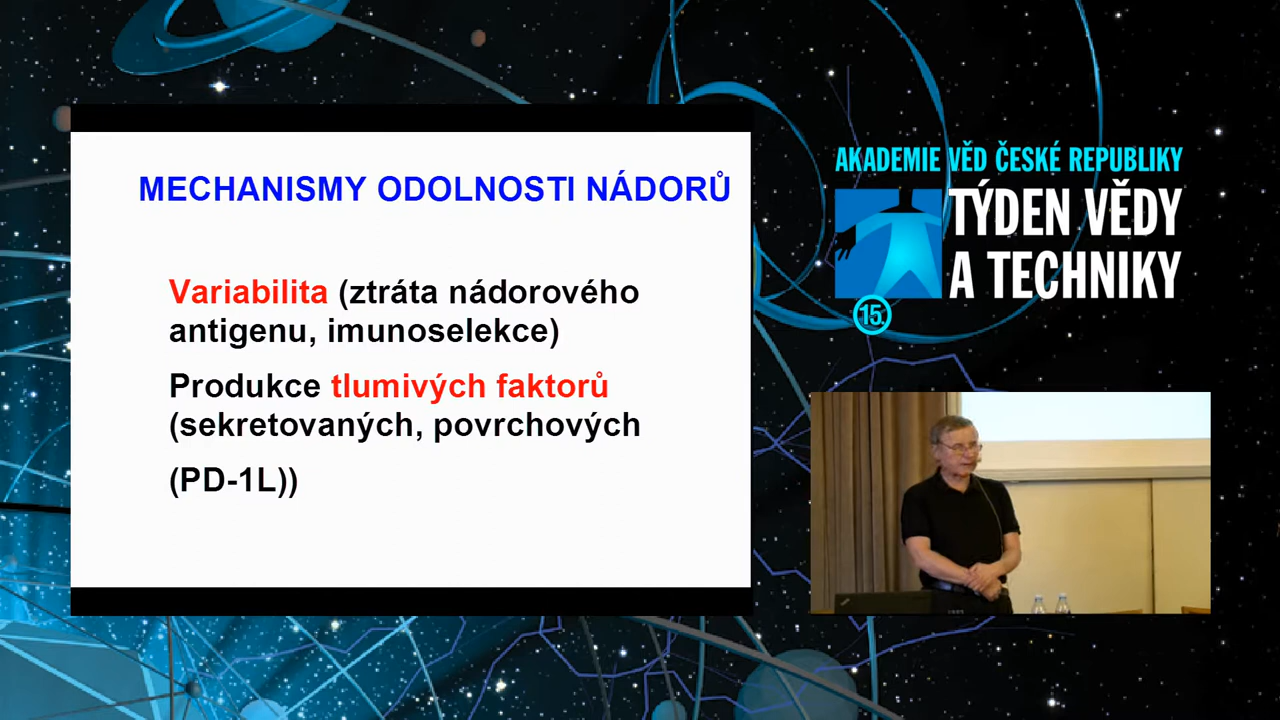 MECHANISMY ODOLNOSTI NÁDORŮ
Variabilita (ztráta nádorového
antigenu, imunoselekce)
Produkce tlumivých faktorů
(sekretovaných, povrchových
(PD-1L))
AKADEMIE VĚD ČESKÉ REPUBLIKY
TÝDEN VĚDY
A TECHNIKY
15.